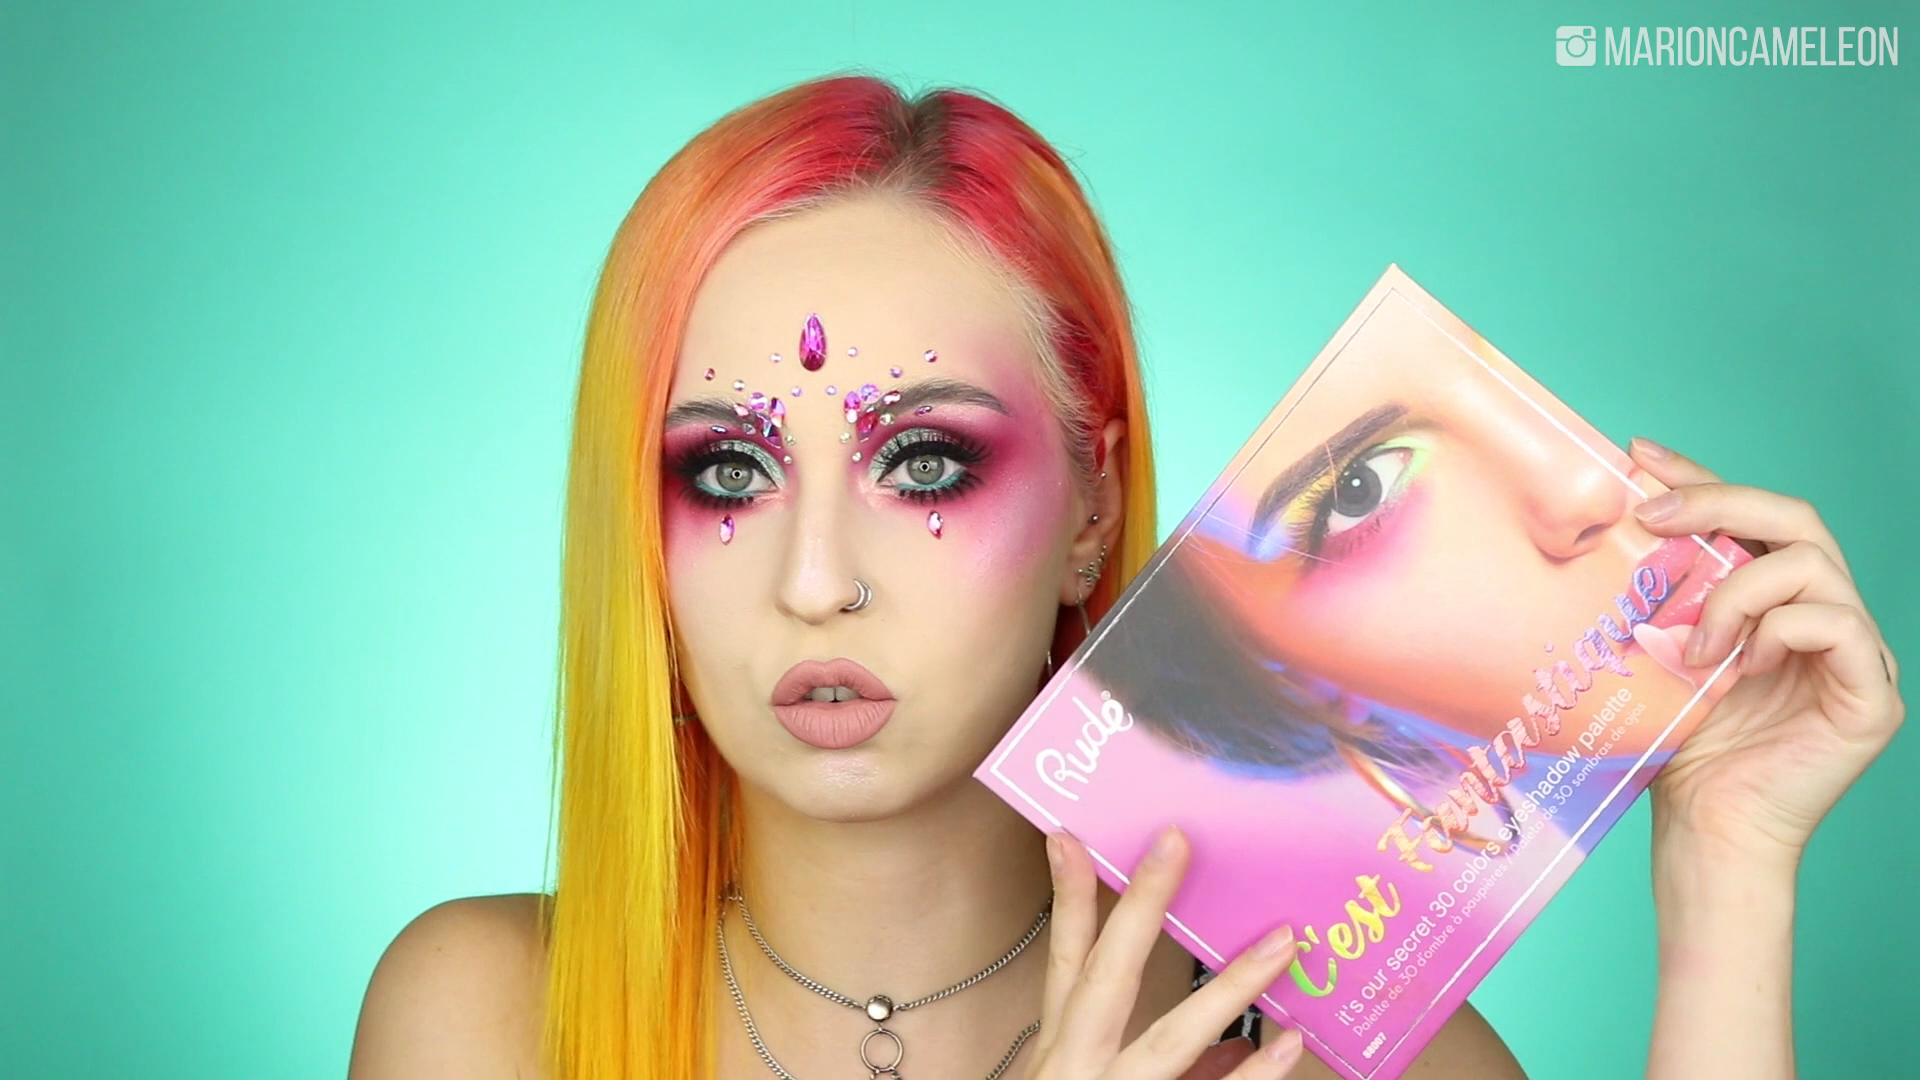 MARIONCAMELEON
Rude®
C'est Fantastique
it's our secret 30 colors eyeshadow palette
Palette de 30 d'ombre à paupières / paleta de 30 sombras de ojos
88007